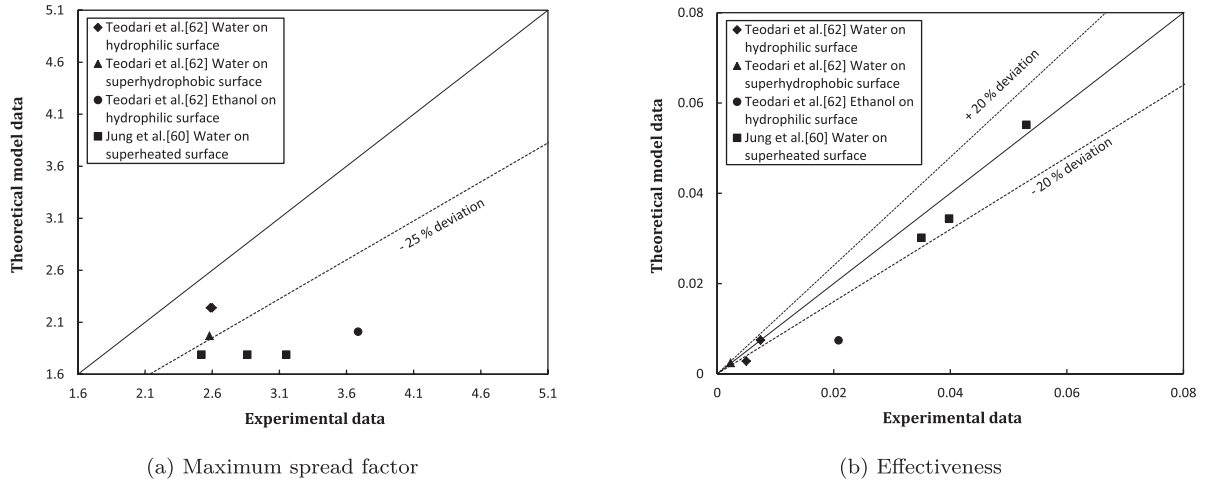 5.1
4.6
4.1
3.6
3.1
2.6
2.1
1.6
1.6
2.1
2.6
3.1
3.6
4.1
4.6
5.1
Theoretical model data
Experimental data
Teodari et al.[62] Water on
hydrophilic surface
Teodari et al.[62] Water on
superhydrophobic surface
Teodari et al.[62] Ethanol on
hydrophilic surface
Jung et al.[60] Water on
superheated surface
- 25 % deviation
(a) Maximum spread factor
0.08
0.06
0.04
0.02
0
0
0.02
0.04
0.06
0.08
Theoretical model data
Experimental data
Teodari et al.[62] Water on
hydrophilic surface
Teodari et al.[62] Water on
superhydrophobic surface
Teodari et al.[62] Ethanol on
hydrophilic surface
Jung et al.[60] Water on
superheated surface
+ 20 % deviation
- 20 % deviation
(b) Effectiveness